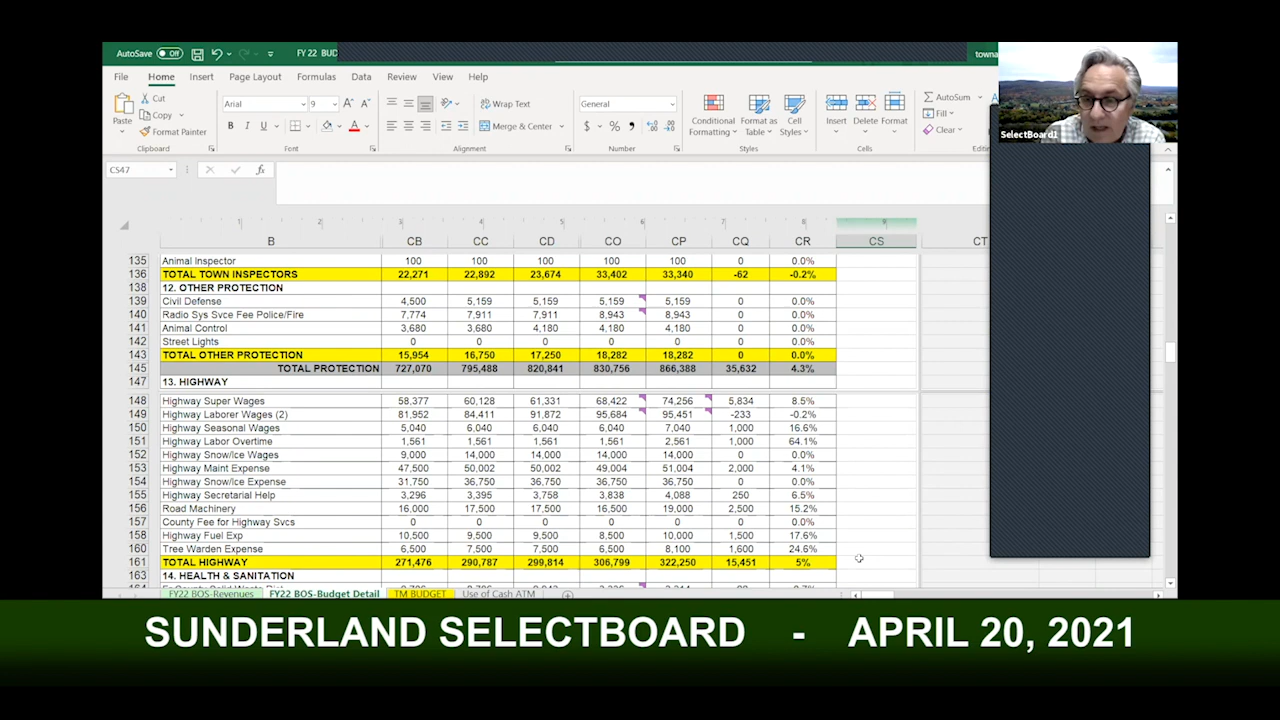 AutoSave Off FY 22 BUD towna
File Home Insert Page Layout Formulas Data Review View Help
Cut Copy Format Painter Paste Clipboard
Arial 9 A A B I U A Font
Wrap Text Merge & Center Alignment
General $ % , Number
Conditional Formatting Format as Table Cell Styles Styles
Insert Delete Format Cells
AutoSum Fill Clear
SelectBoard1
CS47 fx
1 2 3 4 5 6 7 8 9
B CB CC CD CO CP CQ CR CS CT
135 Animal Inspector 100 100 100 100 100 0 0.0%
136 TOTAL TOWN INSPECTORS 22,271 22,892 23,674 33,402 33,340 -62 -0.2%
138 12. OTHER PROTECTION
139 Civil Defense 4,500 5,159 5,159 5,159 5,159 0 0.0%
140 Radio Sys Svce Fee Police/Fire 7,774 7,911 7,911 8,943 8,943 0 0.0%
141 Animal Control 3,680 3,680 4,180 4,180 4,180 0 0.0%
142 Street Lights 0 0 0 0 0 0 0.0%
143 TOTAL OTHER PROTECTION 15,954 16,750 17,250 18,282 18,282 0 0.0%
145 TOTAL PROTECTION 727,070 795,488 820,841 830,756 866,388 35,632 4.3%
147 13. HIGHWAY
148 Highway Super Wages 58,377 60,128 61,331 68,422 74,256 5,834 8.5%
149 Highway Laborer Wages (2) 81,952 84,411 91,872 95,684 95,451 -233 -0.2%
150 Highway Seasonal Wages 5,040 6,040 6,040 6,040 7,040 1,000 16.6%
151 Highway Labor Overtime 1,561 1,561 1,561 1,561 2,561 1,000 64.1%
152 Highway Snow/Ice Wages 9,000 14,000 14,000 14,000 14,000 0 0.0%
153 Highway Maint Expense 47,500 50,002 50,002 49,004 51,004 2,000 4.1%
154 Highway Snow/Ice Expense 31,750 36,750 36,750 36,750 36,750 0 0.0%
155 Highway Secretarial Help 3,296 3,395 3,758 3,838 4,088 250 6.5%
156 Road Machinery 16,000 17,500 17,500 16,500 19,000 2,500 15.2%
157 County Fee for Highway Svcs 0 0 0 0 0 0 0.0%
158 Highway Fuel Exp 10,500 9,500 9,500 8,500 10,000 1,500 17.6%
160 Tree Warden Expense 6,500 7,500 7,500 6,500 8,100 1,600 24.6%
161 TOTAL HIGHWAY 271,476 290,787 299,814 306,799 322,250 15,451 5%
163 14. HEALTH & SANITATION
FY22 BOS-Revenues FY22 BOS-Budget Detail TM BUDGET Use of Cash ATM
SUNDERLAND SELECTBOARD - APRIL 20, 2021